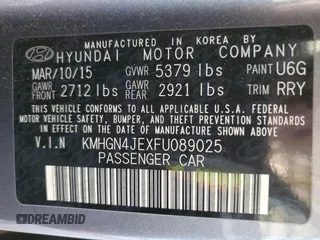 MANUFACTURED IN KOREA BY
HYUNDAI MOTOR COMPANY
MAR/10/15 GVWR 5379 lbs PAINT U6G
GAWR FRONT 2712 lbs GAWR REAR 2921 lbs TRIM RRY
THIS VEHICLE CONFORMS TO ALL APPLICABLE FEDERAL
MOTOR VEHICLE SAFETY, BUMPER, AND THEFT PREVENTION
STANDARDS IN EFFECT ON THE DATE OF MANUFACTURE
SHOWN ABOVE.
V.I.N KMHGN4JEXFU089025
PASSENGER CAR
DREAMBID